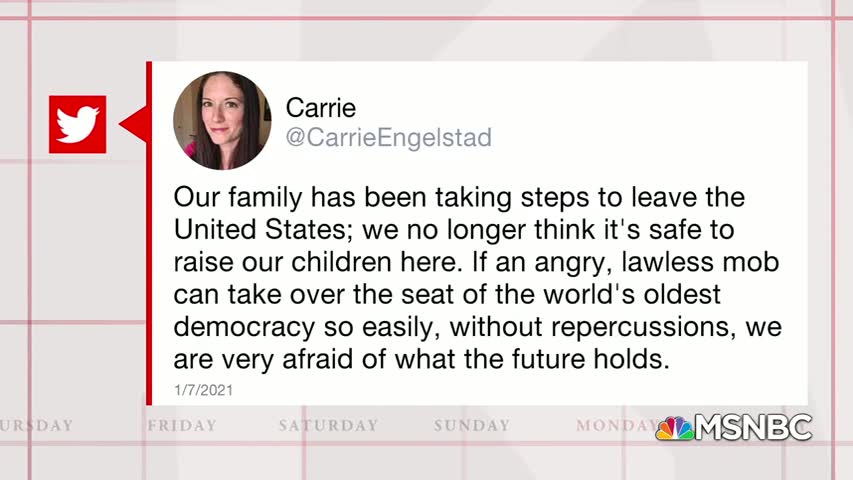 Carrie
@CarrieEngelstad
Our family has been taking steps to leave the
United States; we no longer think it's safe to
raise our children here. If an angry, lawless mob
can take over the seat of the world's oldest
democracy so easily, without repercussions, we
are very afraid of what the future holds.
1/7/2021
URSDAY FRIDAY SATURDAY SUNDAY MONDAY
MSNBC